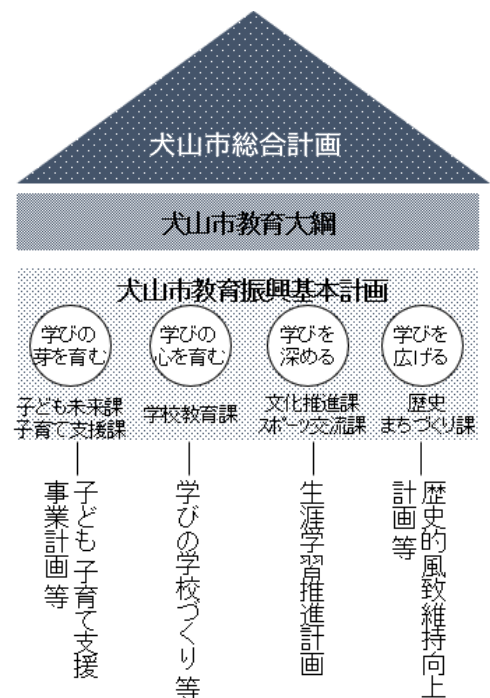 犬山市総合計画
犬山市教育大綱
犬山市教育振興基本計画
学びの
芽を育む
学びの
心を育む
学びを
深める
学びを
広げる
子ども未来課
子育て支援課
学校教育課
文化推進課
スポーツ交流課
歴史
まちづくり課
子ども子育て支援
事業計画等
学びの学校づくり等
生涯学習推進計画
歴史的風致維持向上
計画等